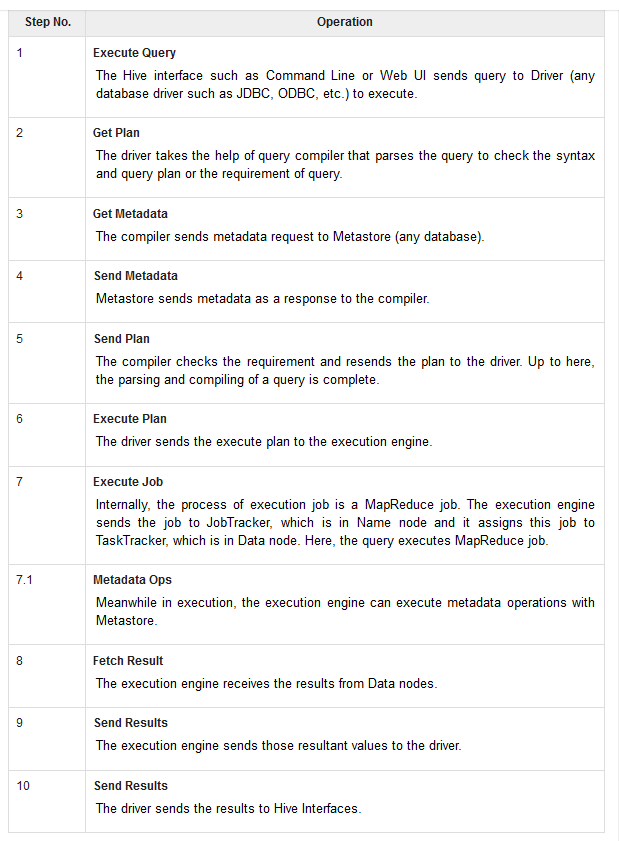 Step No. Operation
1 Execute Query
The Hive interface such as Command Line or Web UI sends query to Driver (any
database driver such as JDBC, ODBC, etc.) to execute.
2 Get Plan
The driver takes the help of query compiler that parses the query to check the syntax
and query plan or the requirement of query.
3 Get Metadata
The compiler sends metadata request to Metastore (any database).
4 Send Metadata
Metastore sends metadata as a response to the compiler.
5 Send Plan
The compiler checks the requirement and resends the plan to the driver. Up to here,
the parsing and compiling of a query is complete.
6 Execute Plan
The driver sends the execute plan to the execution engine.
7 Execute Job
Internally, the process of execution job is a MapReduce job. The execution engine
sends the job to JobTracker, which is in Name node and it assigns this job to
TaskTracker, which is in Data node. Here, the query executes MapReduce job.
7.1 Metadata Ops
Meanwhile in execution, the execution engine can execute metadata operations with
Metastore.
8 Fetch Result
The execution engine receives the results from Data nodes.
9 Send Results
The execution engine sends those resultant values to the driver.
10 Send Results
The driver sends the results to Hive Interfaces.